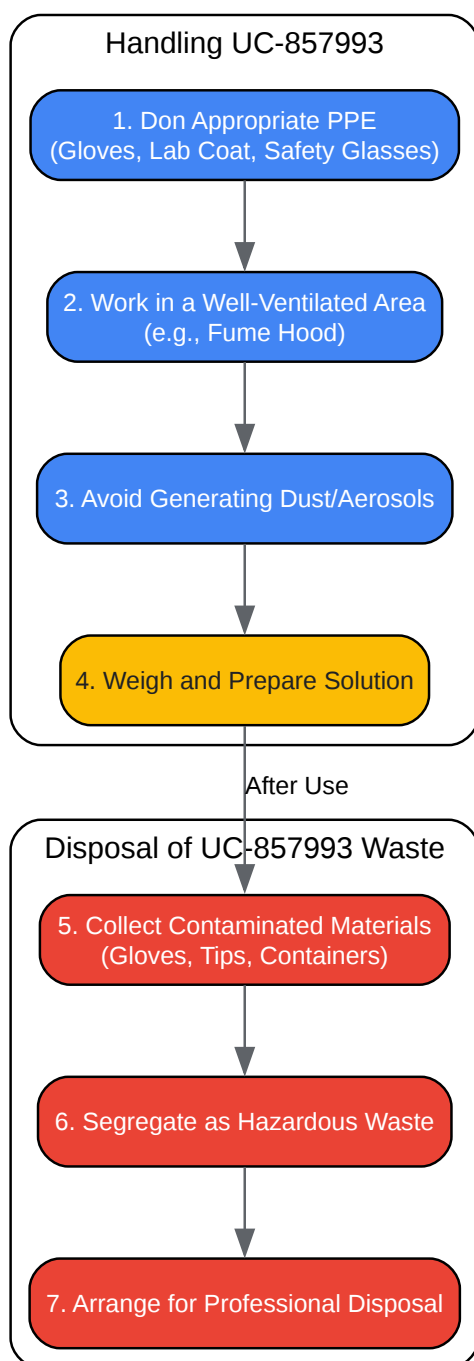 Handling UC-857993
1. Don Appropriate PPE
(Gloves, Lab Coat, Safety Glasses)
2. Work in a Well-Ventilated Area
(e.g., Fume Hood)
3. Avoid Generating Dust/Aerosols
4. Weigh and Prepare Solution
After Use
Disposal of UC-857993 Waste
5. Collect Contaminated Materials
(Gloves, Tips, Containers)
6. Segregate as Hazardous Waste
7. Arrange for Professional Disposal